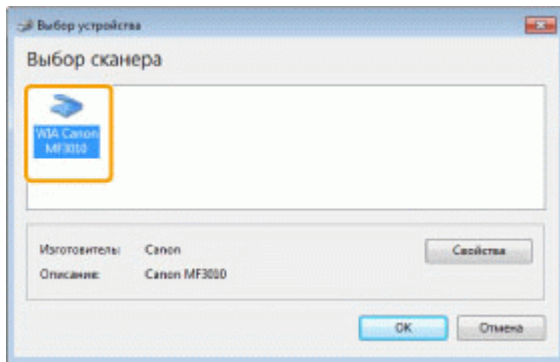 Выбор устройства
Выбор сканера
WIA Canon
MF3010
Изготовитель: Canon
Свойства
Описание: Canon MF3010
OK
Отмена